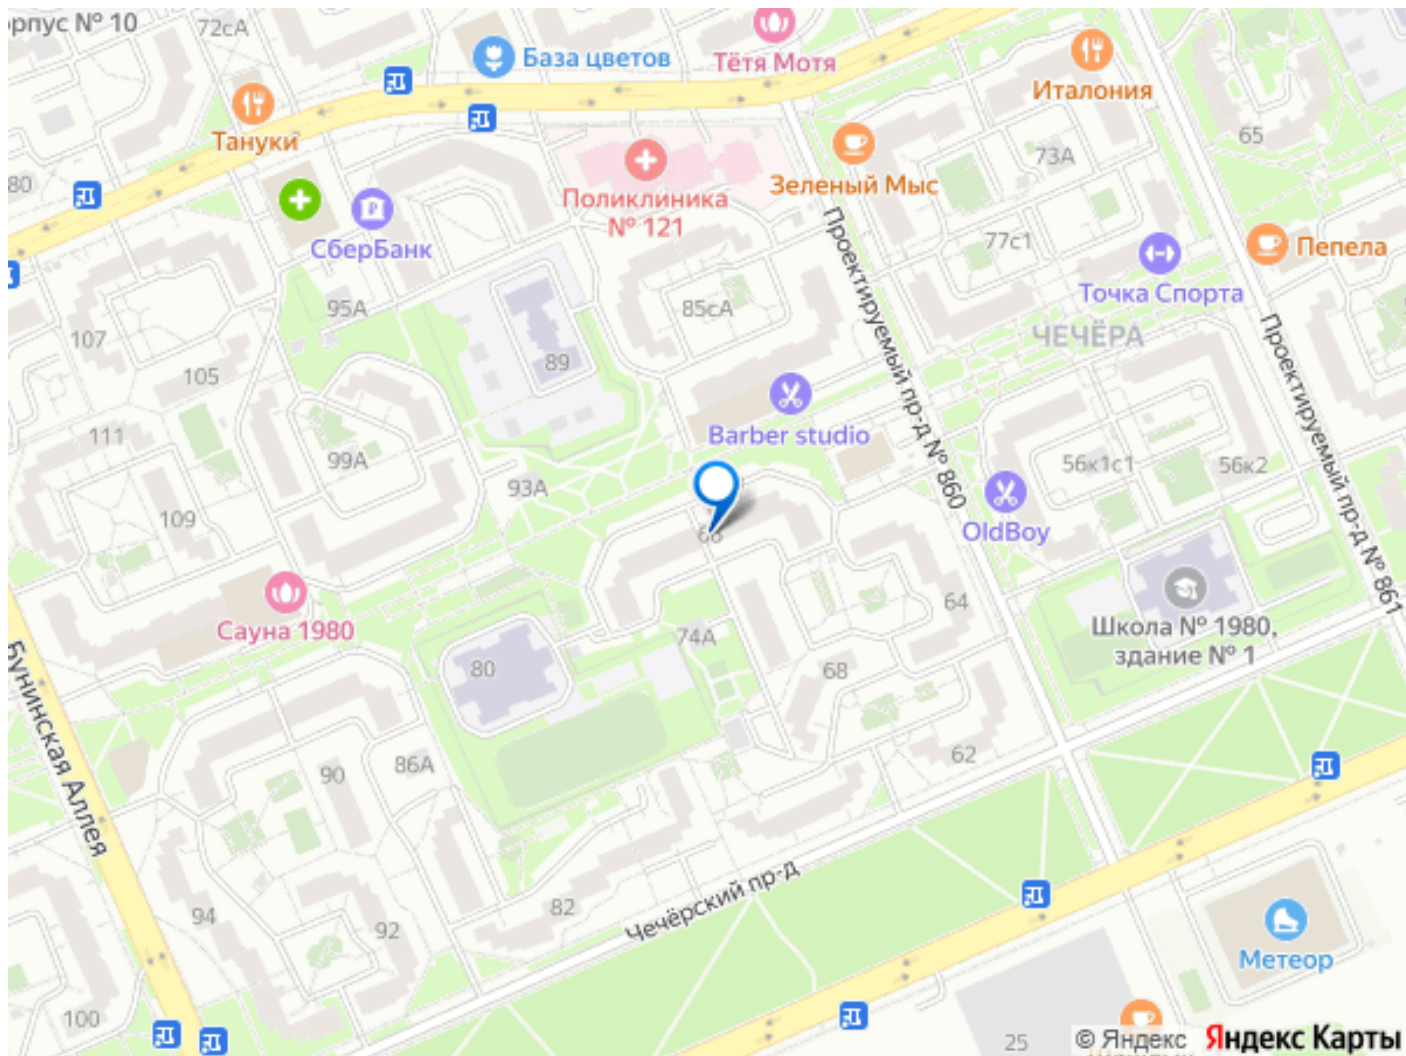 орпус № 10
72сА
База цветов
Тётя Мотя
Италония
Тануки
80
СберБанк
Поликлиника
№ 121
Зеленый Мыс
73А
65
77с1
Пепела
Точка Спорта
ЧЕЧЁРА
95А
85сА
107
105
89
Проектируемый пр-д № 860
Проектируемый пр-д № 861
111
99А
93А
109
Barber studio
56к1с1
56к2
OldBoy
Сауна 1980
64
Школа № 1980,
здание № 1
74А
80
68
62
86А
90
Бунинская Аллея
94
92
82
Чечёрский пр-д
100
Метеор
25
© Яндекс Яндекс Карты